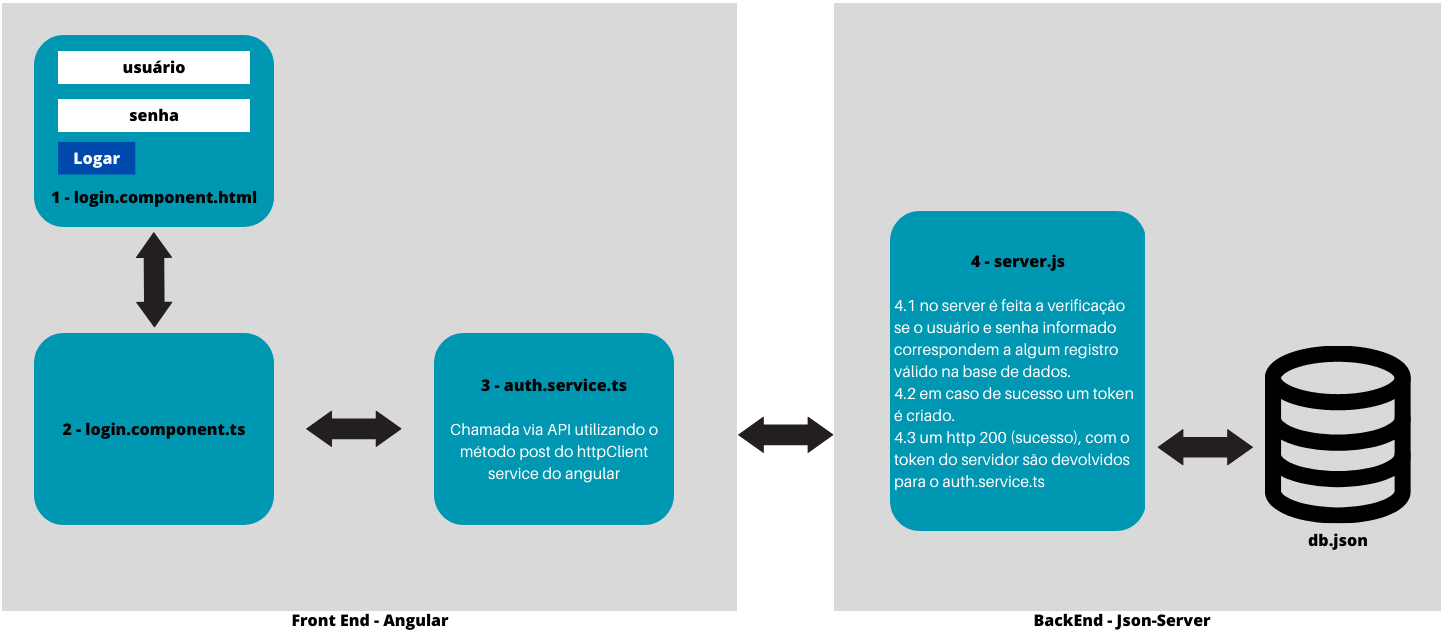 usuário
senha
Logar
1 - login.component.html
2 - login.component.ts
3 - auth.service.ts
Chamada via API utilizando o
método post do httpClient
service do angular
Front End - Angular
4 - server.js
4.1 no server é feita a verificação
se o usuário e senha informado
correspondem a algum registro
válido na base de dados.
4.2 em caso de sucesso um token
é criado.
4.3 um http 200 (sucesso), com o
token do servidor são devolvidos
para o auth.service.ts
db.json
BackEnd - Json-Server